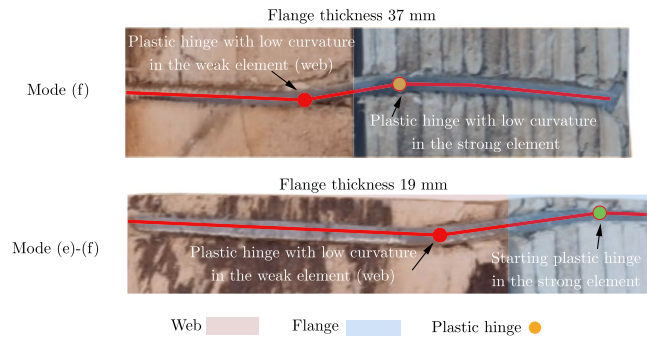 Flange thickness 37 mm
Plastic hinge with low curvature
in the weak element (web)
Mode (f)
Plastic hinge with low curvature
in the strong element
Flange thickness 19 mm
Mode (e)-(f)
Plastic hinge with low curvature
in the weak element (web)
Starting plastic hinge
in the strong element
Web Flange Plastic hinge